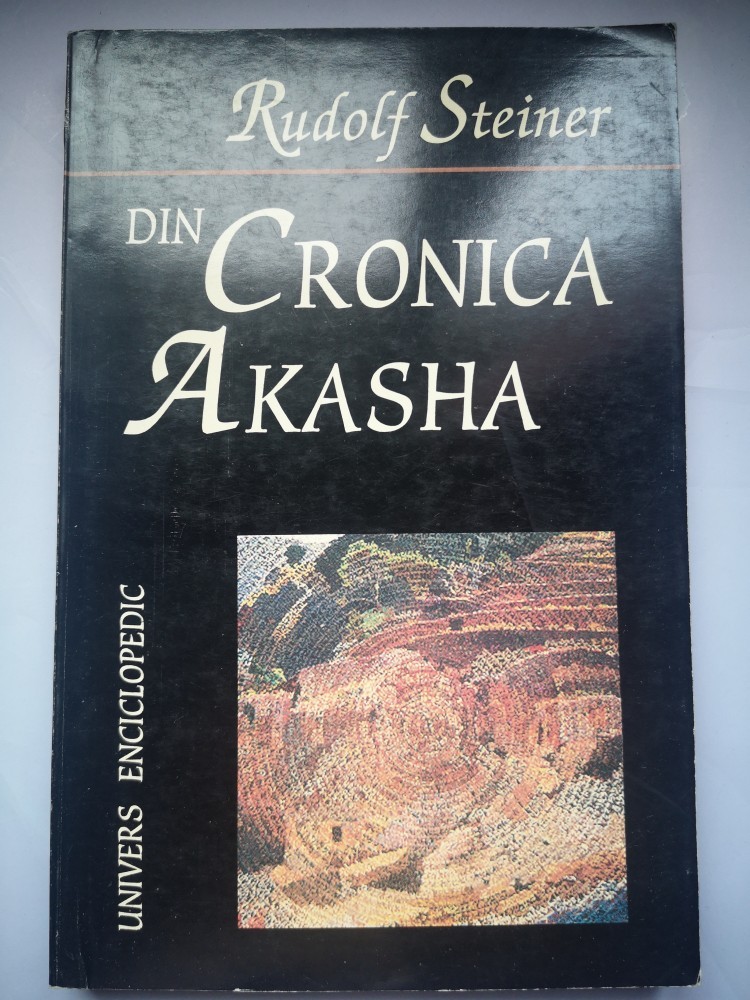 Rudolf Steiner
DIN CRONICA
AKASHA
UNIVERS ENCICLOPEDIC